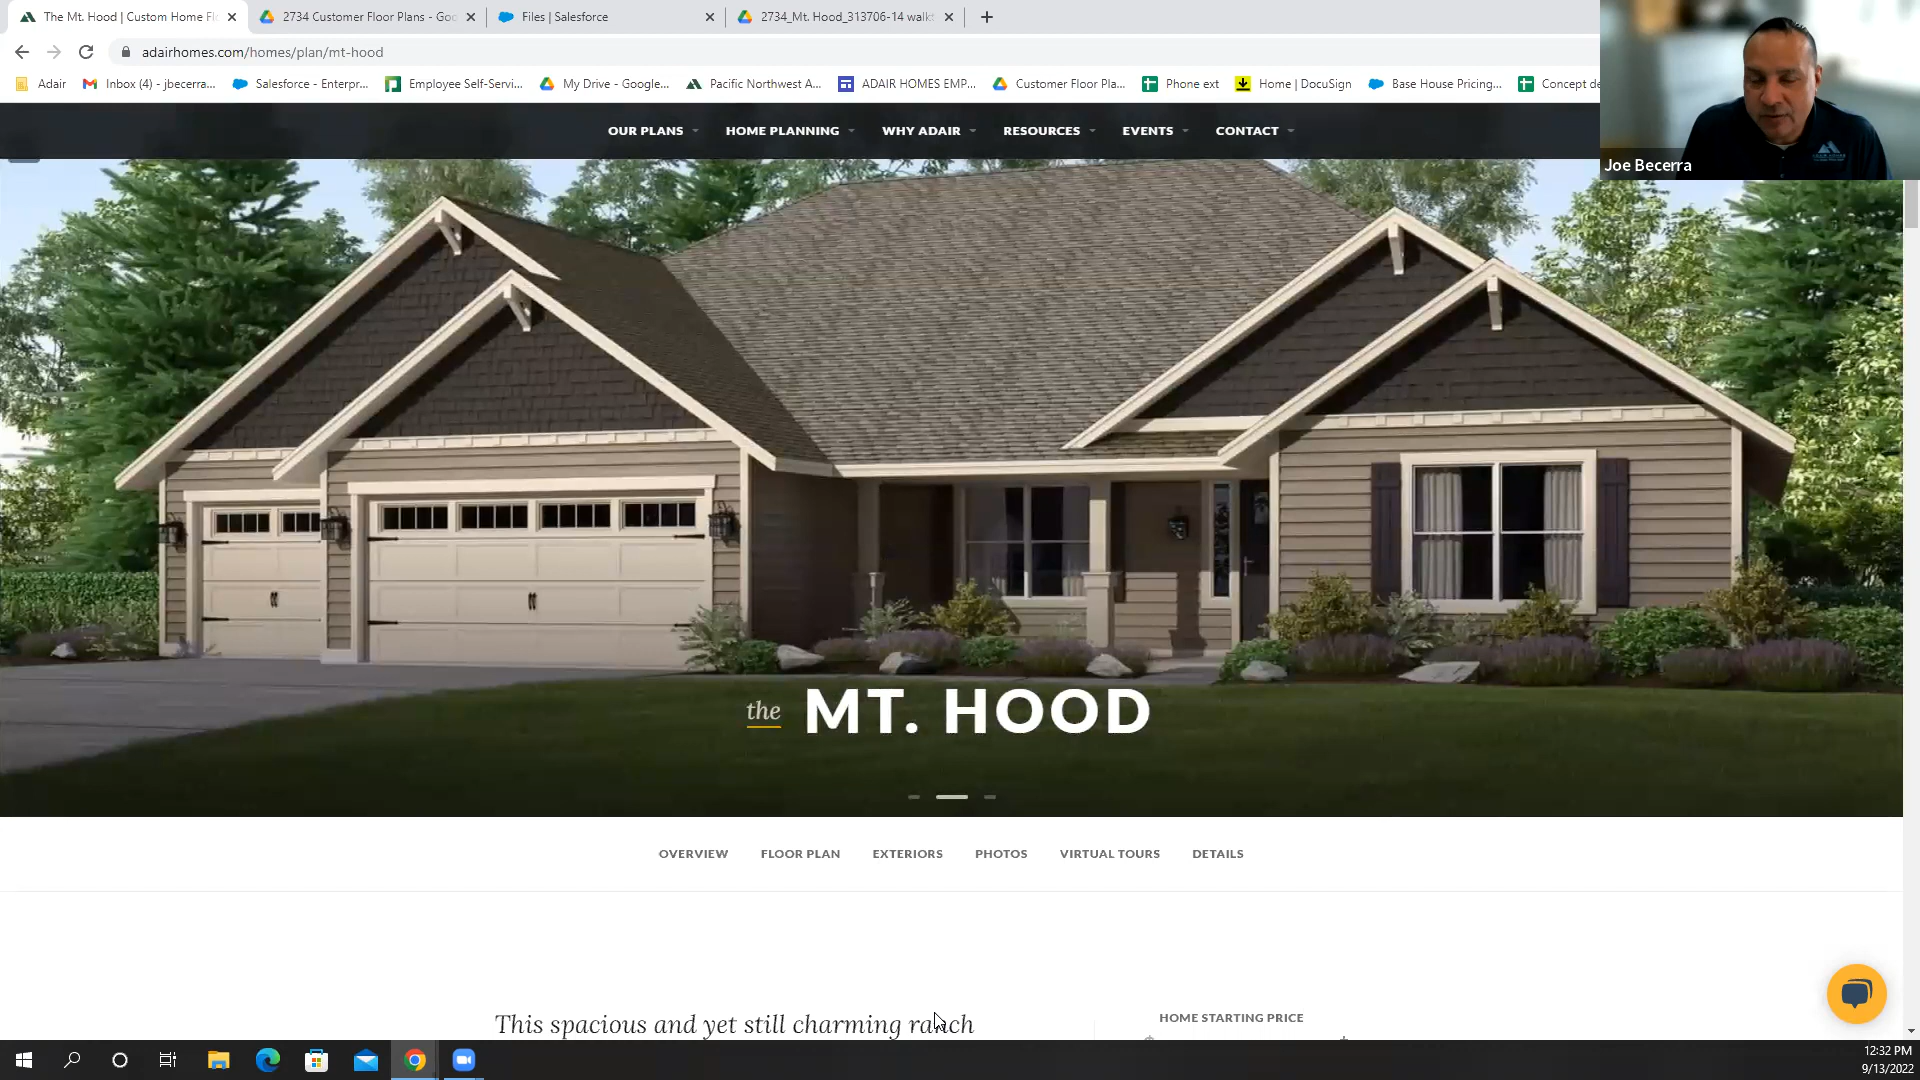 The Mt. Hood | Custom Home Fl
2734 Customer Floor Plans - Goo
Files | Salesforce
2734_Mt. Hood_313706-14 walkt
adairhomes.com/homes/plan/mt-hood
Adair
Inbox (4) - jbecerra...
Salesforce - Enterpr...
Employee Self-Servi...
My Drive - Google...
Pacific Northwest A...
ADAIR HOMES EMP...
Customer Floor Pla...
Phone ext
Home | DocuSign
Base House Pricing...
Concept de
OUR PLANS
HOME PLANNING
WHY ADAIR
RESOURCES
EVENTS
CONTACT
Joe Becerra
the MT. HOOD
OVERVIEW
FLOOR PLAN
EXTERIORS
PHOTOS
VIRTUAL TOURS
DETAILS
This spacious and yet still charming ranch
HOME STARTING PRICE
12:32 PM
9/13/2022